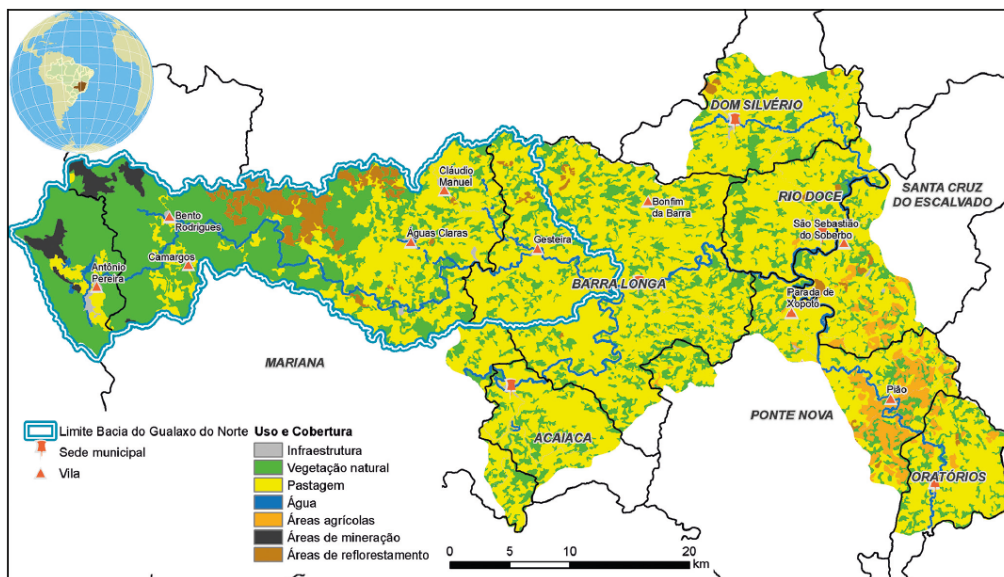 DOM SILVÉRIO
Cláudio
Manuel
RIO DOCE
SANTA CRUZ
DO ESCALVADO
Bento
Rodrigues
Bonfim
da Barra
São Sebastião
do Soberbo
Águas Claras
Gesteira
Camargos
Antônio
Pereira
BARRA LONGA
Parada de
Xopotó
MARIANA
Pião
PONTE NOVA
ACAIACA
ORATÓRIOS
Limite Bacia do Gualaxo do Norte
Sede municipal
Vila
Uso e Cobertura
Infraestrutura
Vegetação natural
Pastagem
Água
Áreas agrícolas
Áreas de mineração
Áreas de reflorestamento
0 5 10 20
km